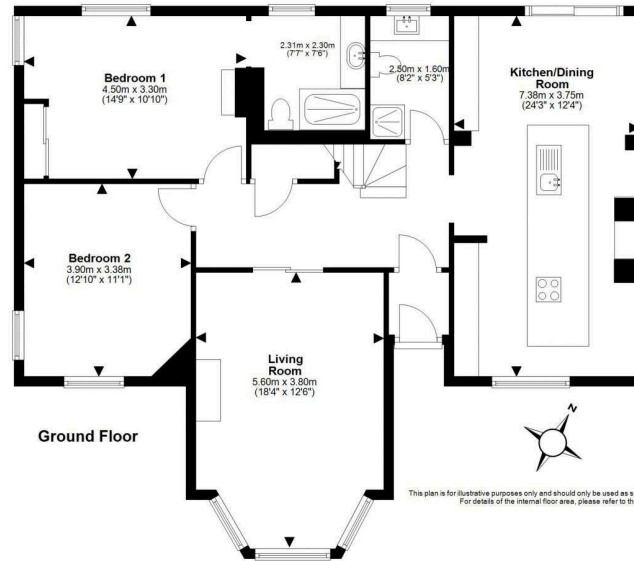 Bedroom 1
4.50m x 3.30m
(14'9" x 10'10")
2.31m x 2.30m
(7'7" x 7'6")
2.50m x 1.60m
(8'2" x 5'3")
Kitchen/Dining
Room
7.38m x 3.75m
(24'3" x 12'4")
Bedroom 2
3.90m x 3.38m
(12'10" x 11'1")
Living
Room
5.60m x 3.80m
(18'4" x 12'6")
Ground Floor
N
This plan is for illustrative purposes only and should only be used as s
For details of the internal floor area, please refer to th